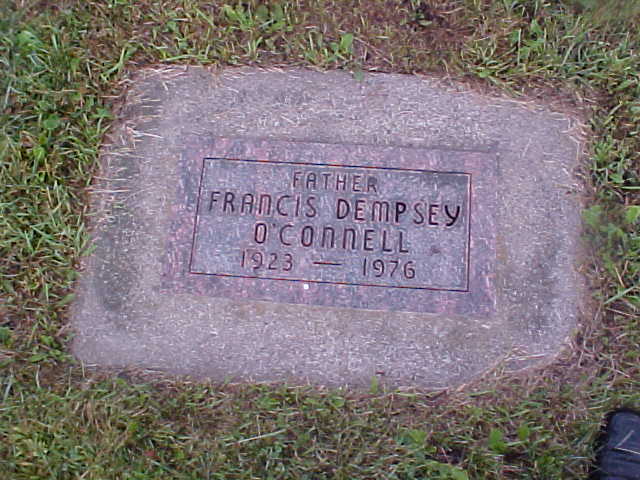 FATHER
FRANCIS DEMPSEY
O'CONNELL
1923 — 1976